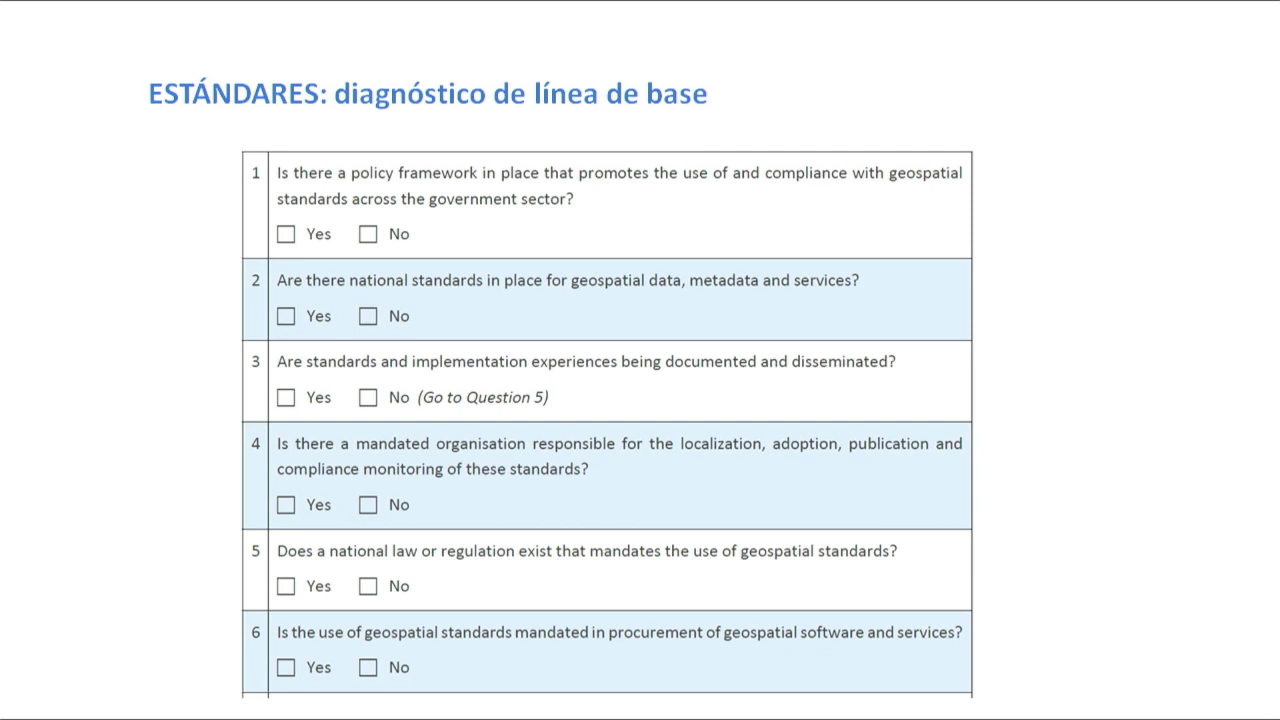 ESTÁNDARES: diagnóstico de línea de base
1 Is there a policy framework in place that promotes the use of and compliance with geospatial
standards across the government sector?
Yes No
2 Are there national standards in place for geospatial data, metadata and services?
Yes No
3 Are standards and implementation experiences being documented and disseminated?
Yes No (Go to Question 5)
4 Is there a mandated organisation responsible for the localization, adoption, publication and
compliance monitoring of these standards?
Yes No
5 Does a national law or regulation exist that mandates the use of geospatial standards?
Yes No
6 Is the use of geospatial standards mandated in procurement of geospatial software and services?
Yes No